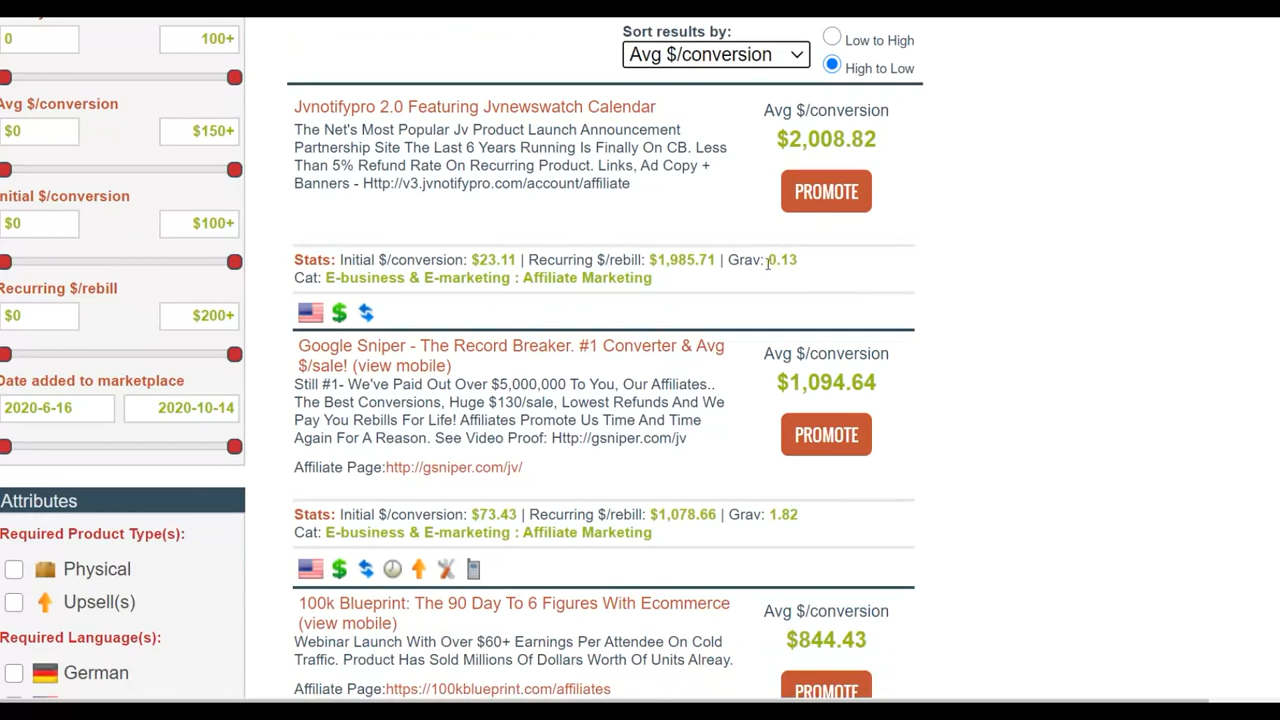 0
100+
Avg $/conversion
$0
$150+
Initial $/conversion
$0
$100+
Recurring $/rebill
$0
$200+
Date added to marketplace
2020-6-16
2020-10-14
Attributes
Required Product Type(s):
Physical
Upsell(s)
Required Language(s):
German
Sort results by:
Avg $/conversion
Low to High
High to Low
Jvnotifypro 2.0 Featuring Jvnewswatch Calendar
The Net's Most Popular Jv Product Launch Announcement
Partnership Site The Last 6 Years Running Is Finally On CB. Less
Than 5% Refund Rate On Recurring Product. Links, Ad Copy +
Banners - Http://v3.jvnotifypro.com/account/affiliate
Avg $/conversion
$2,008.82
PROMOTE
Stats: Initial $/conversion: $23.11 | Recurring $/rebill: $1,985.71 | Grav: 0.13
Cat: E-business & E-marketing : Affiliate Marketing
Google Sniper - The Record Breaker. #1 Converter & Avg
$/sale! (view mobile)
Still #1- We've Paid Out Over $5,000,000 To You, Our Affiliates..
The Best Conversions, Huge $130/sale, Lowest Refunds And We
Pay You Rebills For Life! Affiliates Promote Us Time And Time
Again For A Reason. See Video Proof: Http://gsniper.com/jv
Affiliate Page:http://gsniper.com/jv/
Avg $/conversion
$1,094.64
PROMOTE
Stats: Initial $/conversion: $73.43 | Recurring $/rebill: $1,078.66 | Grav: 1.82
Cat: E-business & E-marketing : Affiliate Marketing
100k Blueprint: The 90 Day To 6 Figures With Ecommerce
(view mobile)
Webinar Launch With Over $60+ Earnings Per Attendee On Cold
Traffic. Product Has Sold Millions Of Dollars Worth Of Units Alreay.
Affiliate Page:https://100kblueprint.com/affiliates
Avg $/conversion
$844.43
PROMOTE